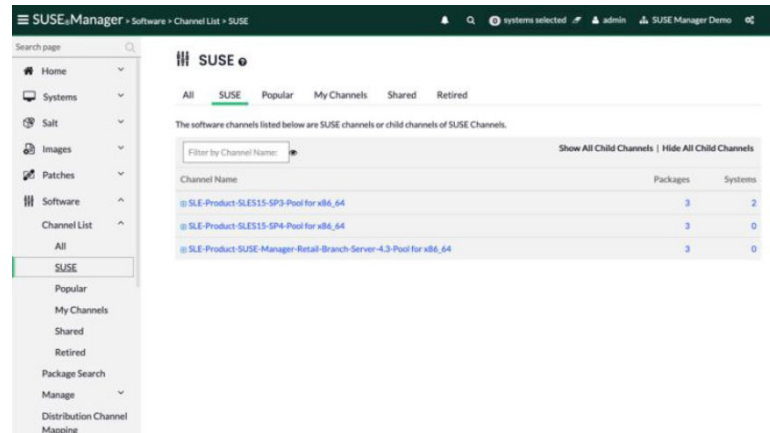 SUSE Manager > Software > Channel List > SUSE
0 systems selected admin SUSE Manager Demo
Search page
Home
Systems
Salt
Images
Patches
Software
Channel List
All
SUSE
Popular
My Channels
Shared
Retired
Package Search
Manage
Distribution Channel
Mapping
SUSE
All SUSE Popular My Channels Shared Retired
The software channels listed below are SUSE channels or child channels of SUSE Channels.
Filter by Channel Name:
Show All Child Channels | Hide All Child Channels
Channel Name Packages Systems
SLE-Product-SLES15-SP3-Pool for x86_64 3 2
SLE-Product-SLES15-SP4-Pool for x86_64 3 0
SLE-Product-SUSE-Manager-Retail-Branch-Server-4.3-Pool for x86_64 3 0